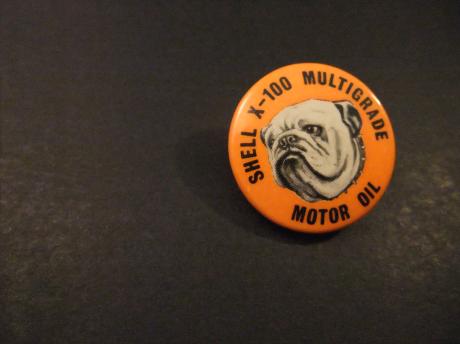 SHELL X-100 MULTIGRADE
MOTOR OIL